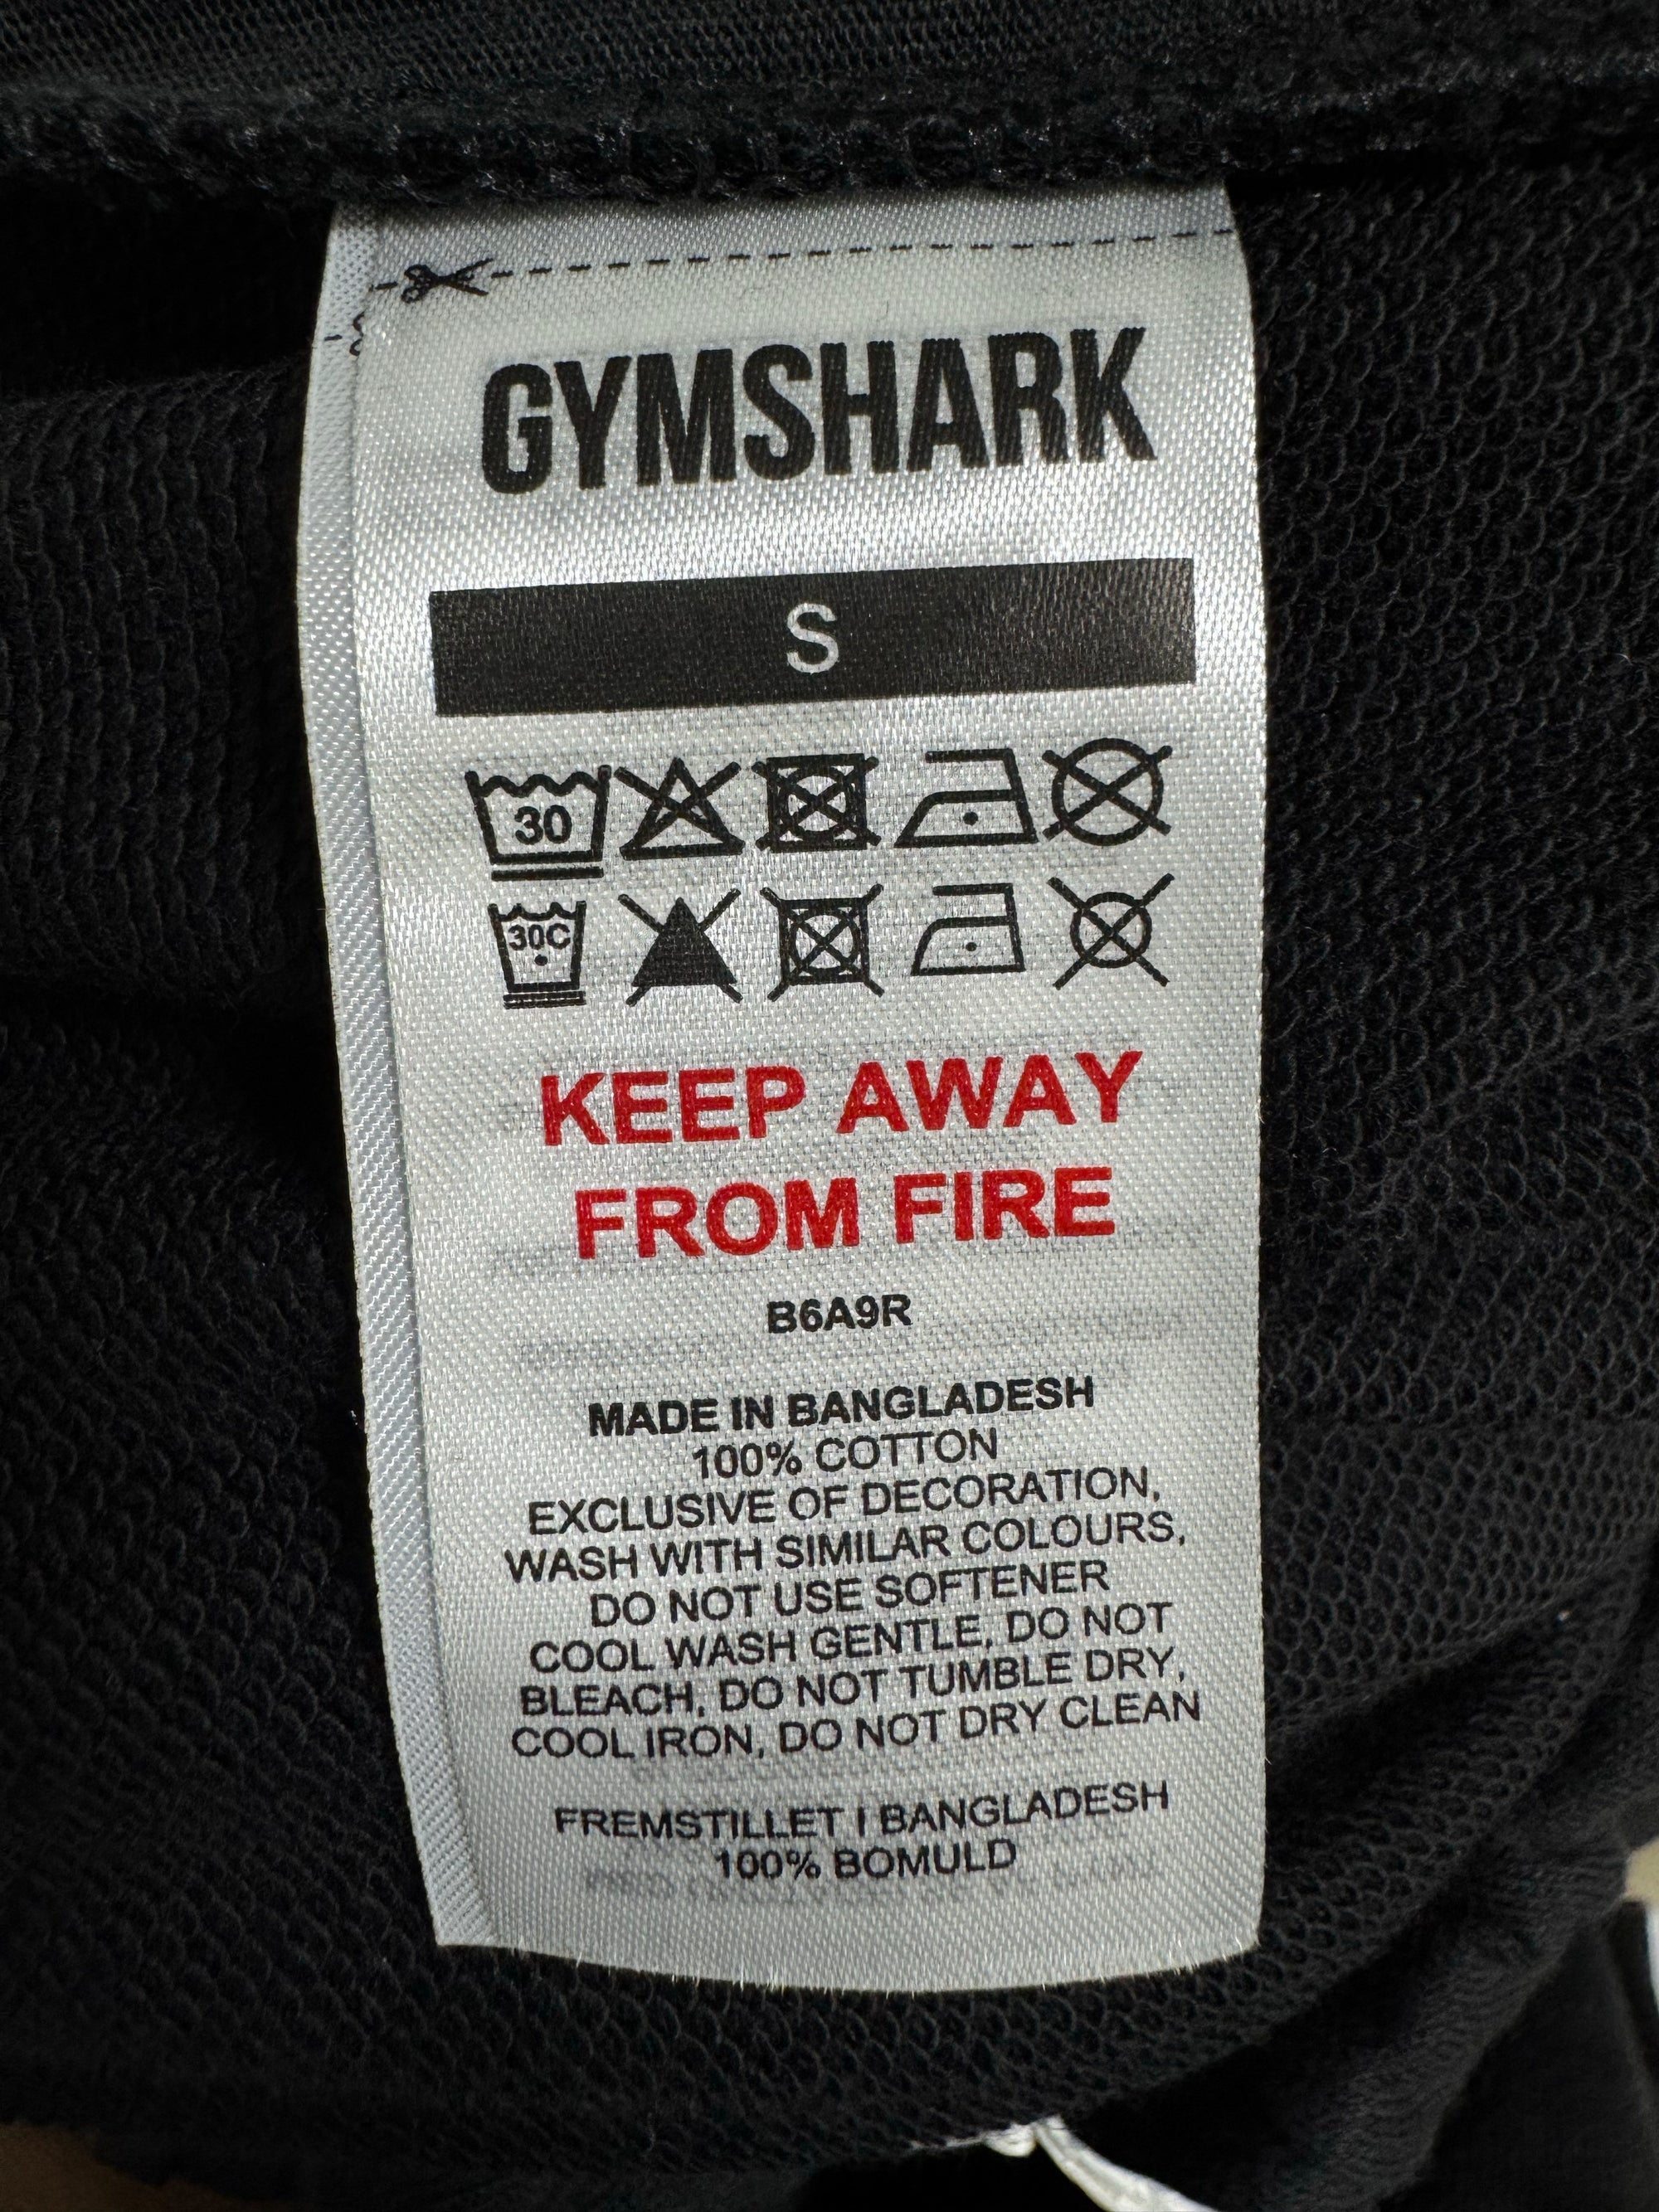 GYMSHARK
S
30
30C
KEEP AWAY
FROM FIRE
B6A9R
MADE IN BANGLADESH
100% COTTON
EXCLUSIVE OF DECORATION,
WASH WITH SIMILAR COLOURS,
DO NOT USE SOFTENER
COOL WASH GENTLE, DO NOT
BLEACH, DO NOT TUMBLE DRY,
COOL IRON, DO NOT DRY CLEAN
FREMSTILLET I BANGLADESH
100% BOMULD